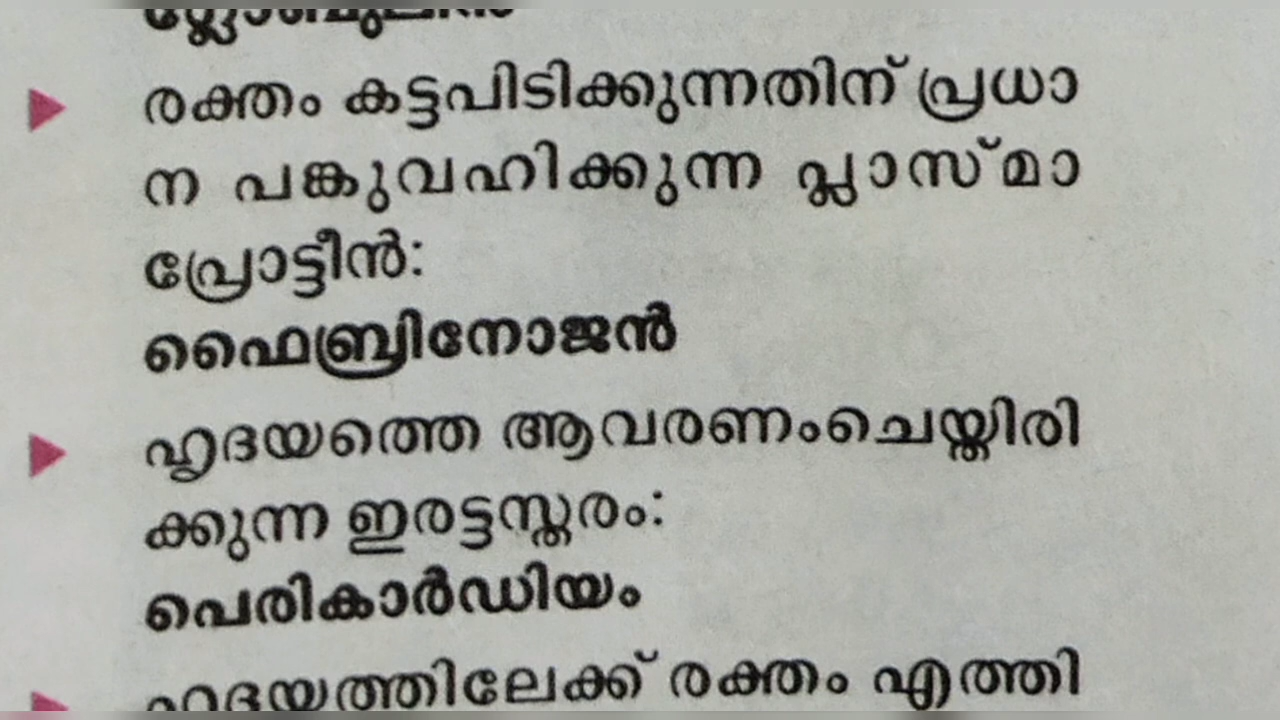 ഗ്ലോബുലിൻ
രക്തം കട്ടപിടിക്കുന്നതിന് പ്രധാ
ന പങ്കുവഹിക്കുന്ന പ്ലാസ്മാ
പ്രോട്ടീൻ:
ഫൈബ്രിനോജൻ
ഹൃദയത്തെ ആവരണംചെയ്തിരി
ക്കുന്ന ഇരട്ടസ്തരം:
പെരികാർഡിയം
ഹൃദയത്തിലേക്ക് രക്തം എത്തി